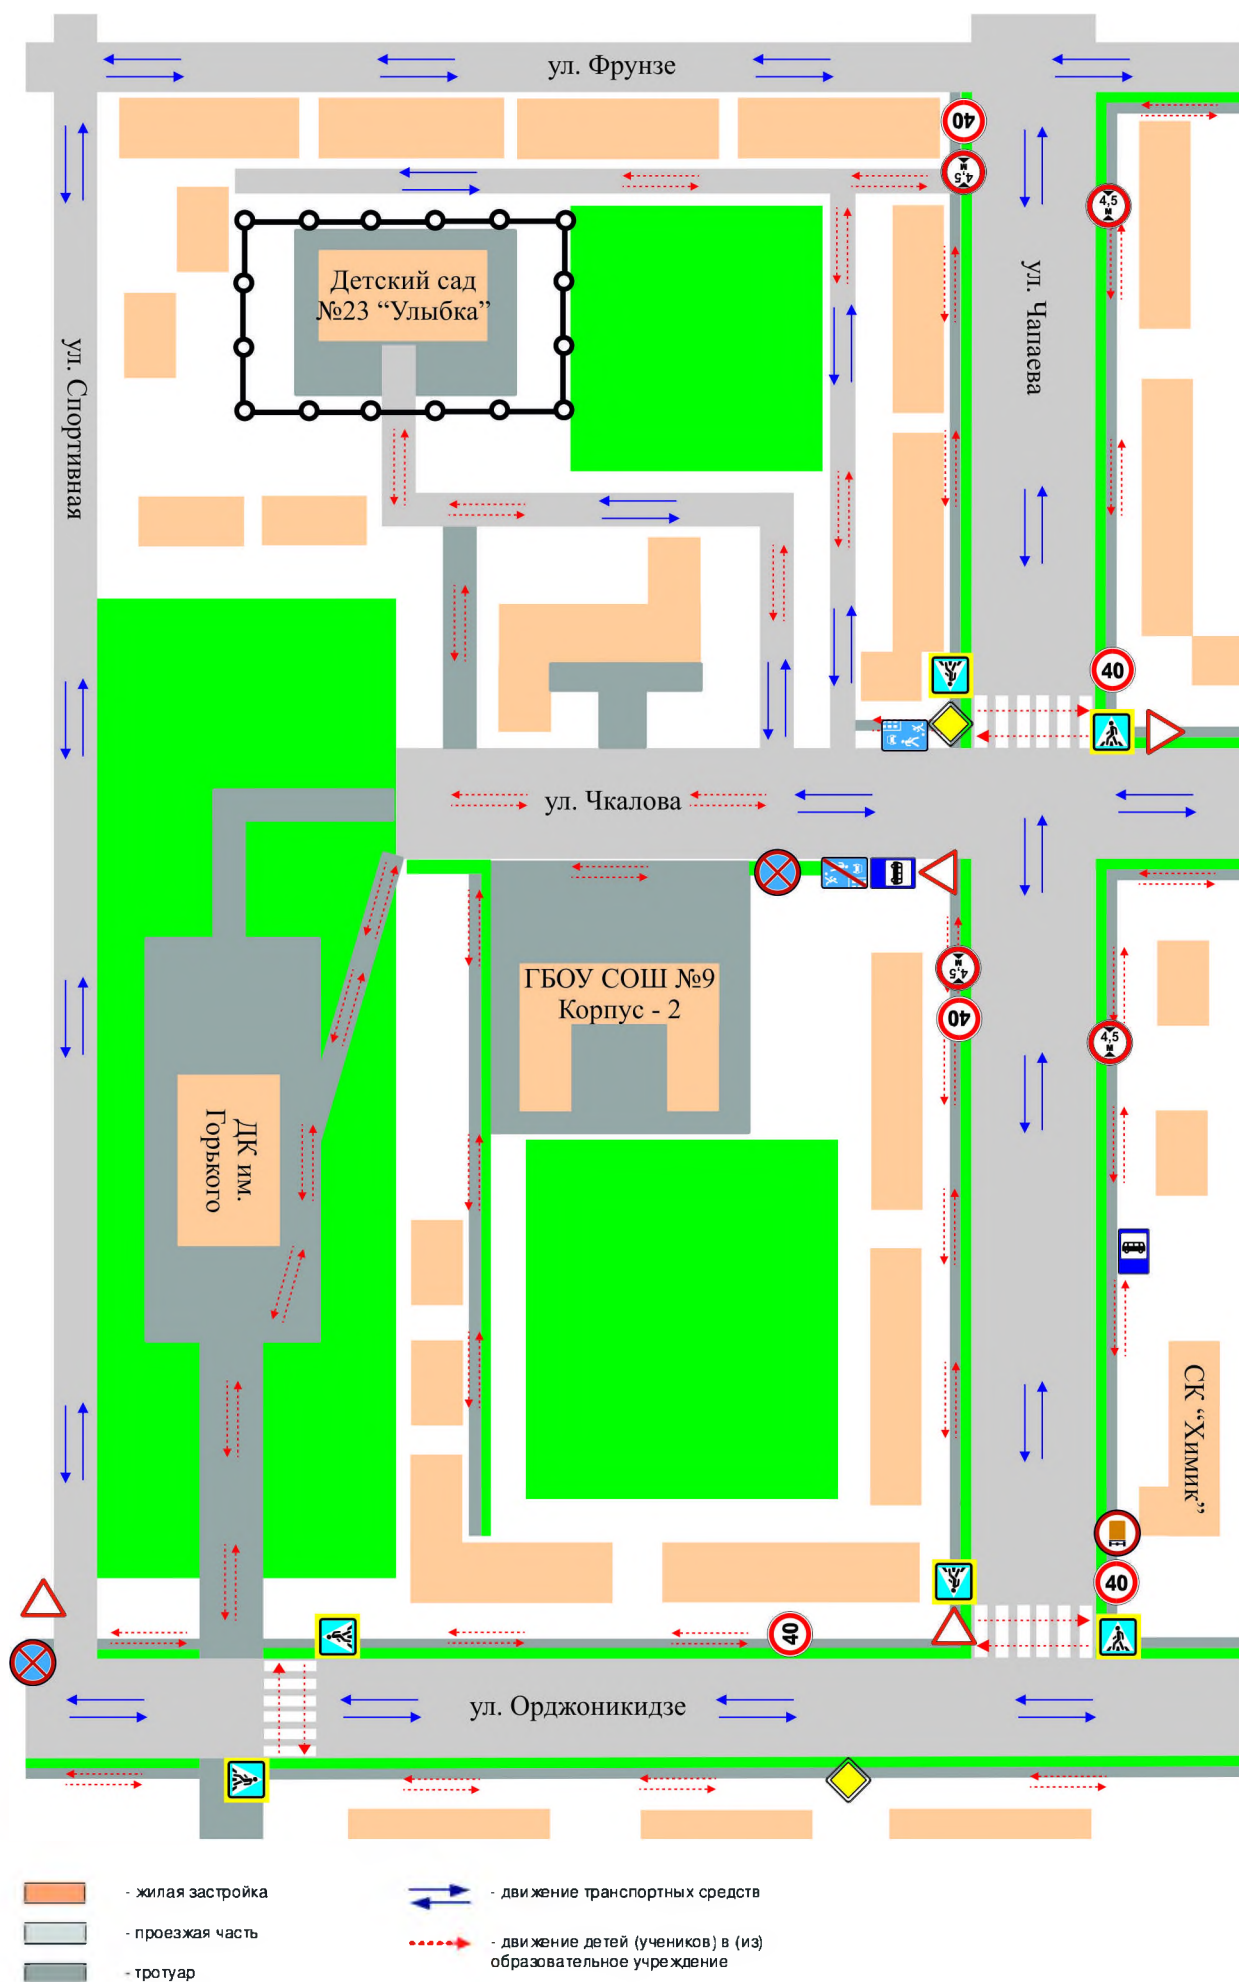 ул. Фрунзе
40
4,5
м
4,5
м
Детский сад
№23 “Улыбка”
ул. Чапаева
ул. Спортивная
40
ул. Чкалова
4,5
м
ГБОУ СОШ №9
Корпус - 2
40
4,5
м
ДК им.
Горького
СК “Химик”
40
40
ул. Орджоникидзе
- жилая застройка
- движение транспортных средств
- проезжая часть
- движение детей (учеников) в (из)
образовательное учреждение
- тротуар